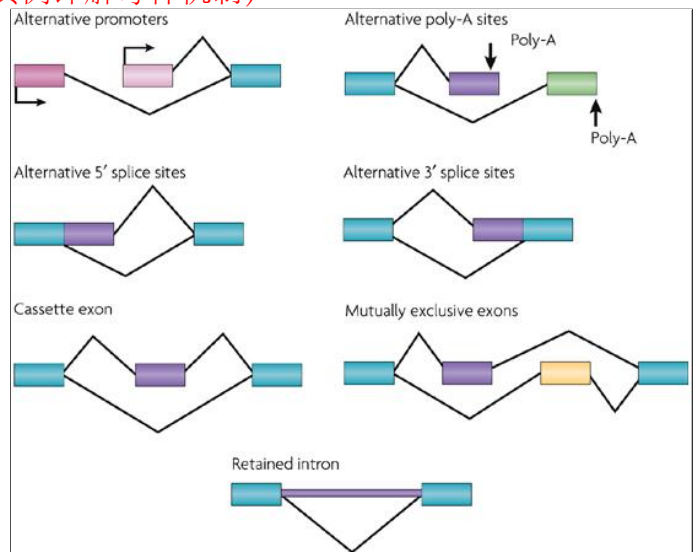 Alternative promoters
Alternative poly-A sites
Poly-A
Poly-A
Alternative 5′ splice sites
Alternative 3′ splice sites
Cassette exon
Mutually exclusive exons
Retained intron